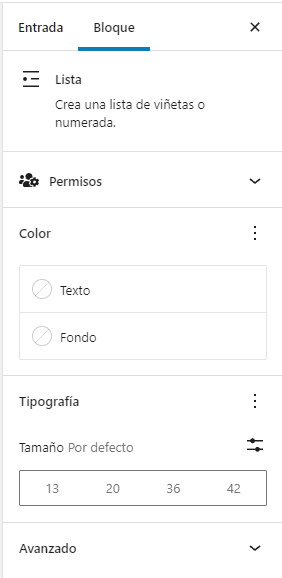 Entrada Bloque
Lista
Crea una lista de viñetas o
numerada.
Permisos
Color
Texto
Fondo
Tipografía
Tamaño Por defecto
13 20 36 42
Avanzado